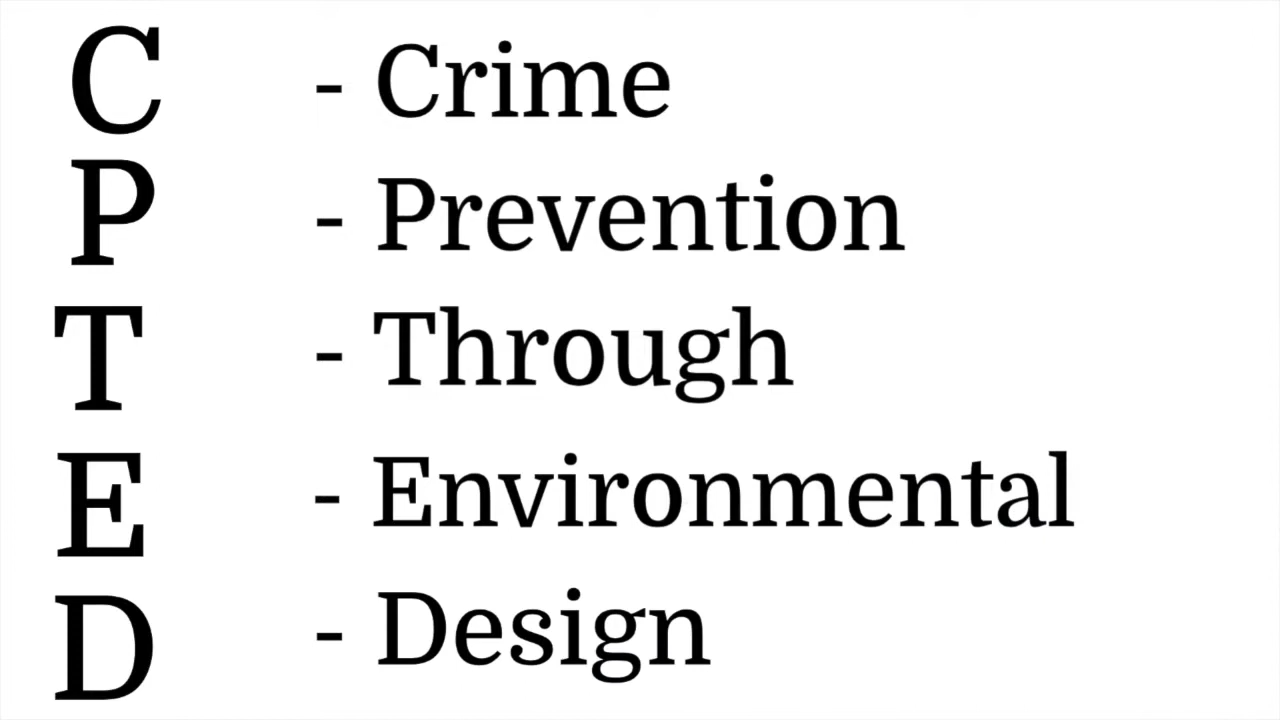 C - Crime
P - Prevention
T - Through
E - Environmental
D - Design